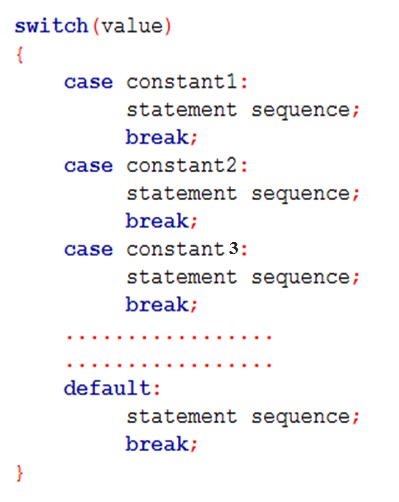 switch(value)
{
case constant1:
statement sequence;
break;
case constant2:
statement sequence;
break;
case constant3:
statement sequence;
break;
.................
.................
default:
statement sequence;
break;
}